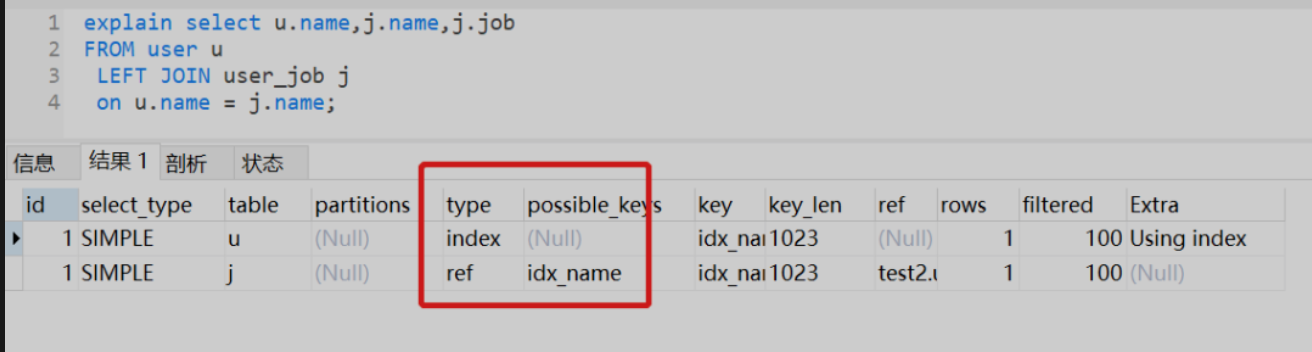 1 explain select u.name,j.name,j.job
2 FROM user u
3 LEFT JOIN user_job j
4 on u.name = j.name;
信息 结果 1 剖析 状态
id select_type table partitions type possible_keys key key_len ref rows filtered Extra
1 SIMPLE u (Null) index (Null) idx_nai 1023 (Null) 1 100 Using index
1 SIMPLE j (Null) ref idx_name idx_nai 1023 test2.u 1 100 (Null)